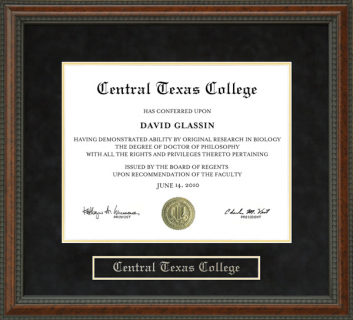 Central Texas College
HAS CONFERRED UPON
DAVID GLASSIN
HAVING DEMONSTRATED ABILITY BY ORIGINAL RESEARCH IN BIOLOGY
THE DEGREE OF DOCTOR OF PHILOSOPHY
WITH ALL THE RIGHTS AND PRIVILEGES THERETO PERTAINING
ISSUED BY THE BOARD OF REGENTS
UPON RECOMMENDATION OF THE FACULTY
JUNE 14, 2010
PROVOST
PRESIDENT
Central Texas College